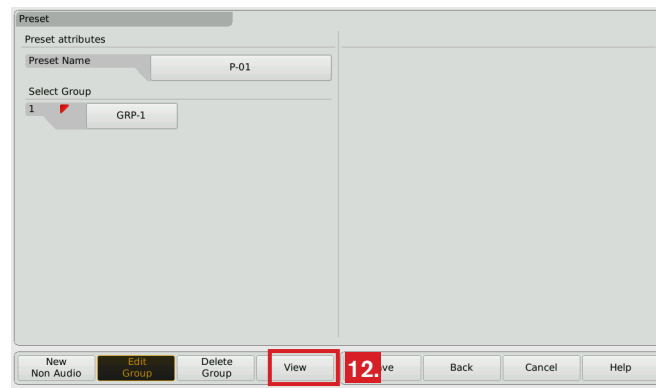 Preset
Preset attributes
Preset Name
P-01
Select Group
1
GRP-1
New
Non Audio
Edit
Group
Delete
Group
View
12.
Back
Cancel
Help